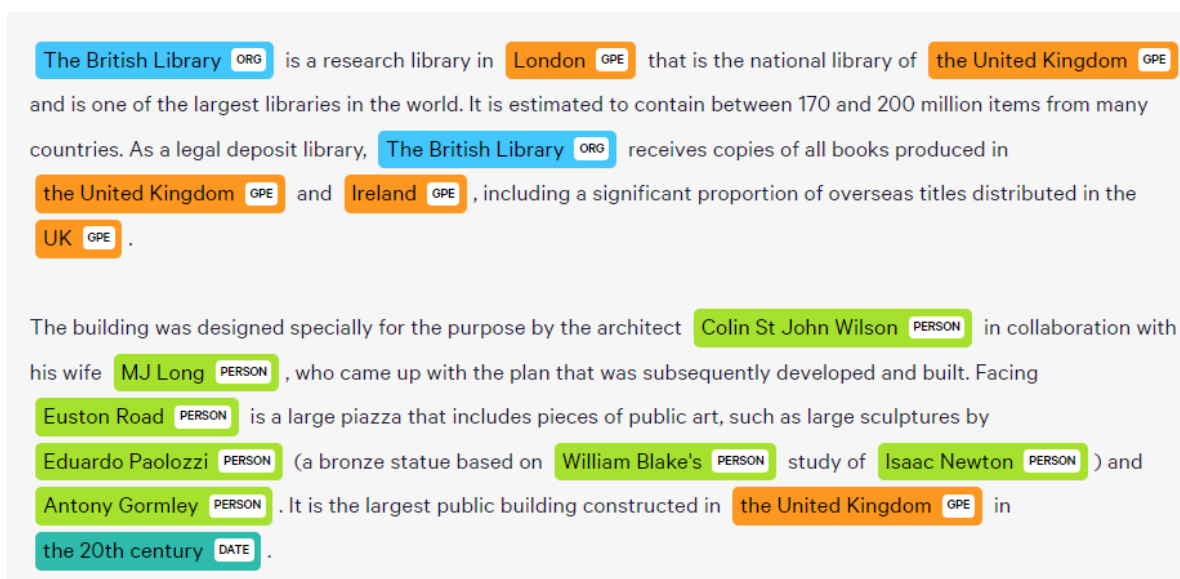 The British Library ORG is a research library in London GPE that is the national library of the United Kingdom GPE
and is one of the largest libraries in the world. It is estimated to contain between 170 and 200 million items from many
countries. As a legal deposit library, The British Library ORG receives copies of all books produced in
the United Kingdom GPE and Ireland GPE , including a significant proportion of overseas titles distributed in the
UK GPE .
The building was designed specially for the purpose by the architect Colin St John Wilson PERSON in collaboration with
his wife MJ Long PERSON , who came up with the plan that was subsequently developed and built. Facing
Euston Road PERSON is a large piazza that includes pieces of public art, such as large sculptures by
Eduardo Paolozzi PERSON (a bronze statue based on William Blake's PERSON study of Isaac Newton PERSON ) and
Antony Gormley PERSON . It is the largest public building constructed in the United Kingdom GPE in
the 20th century DATE .